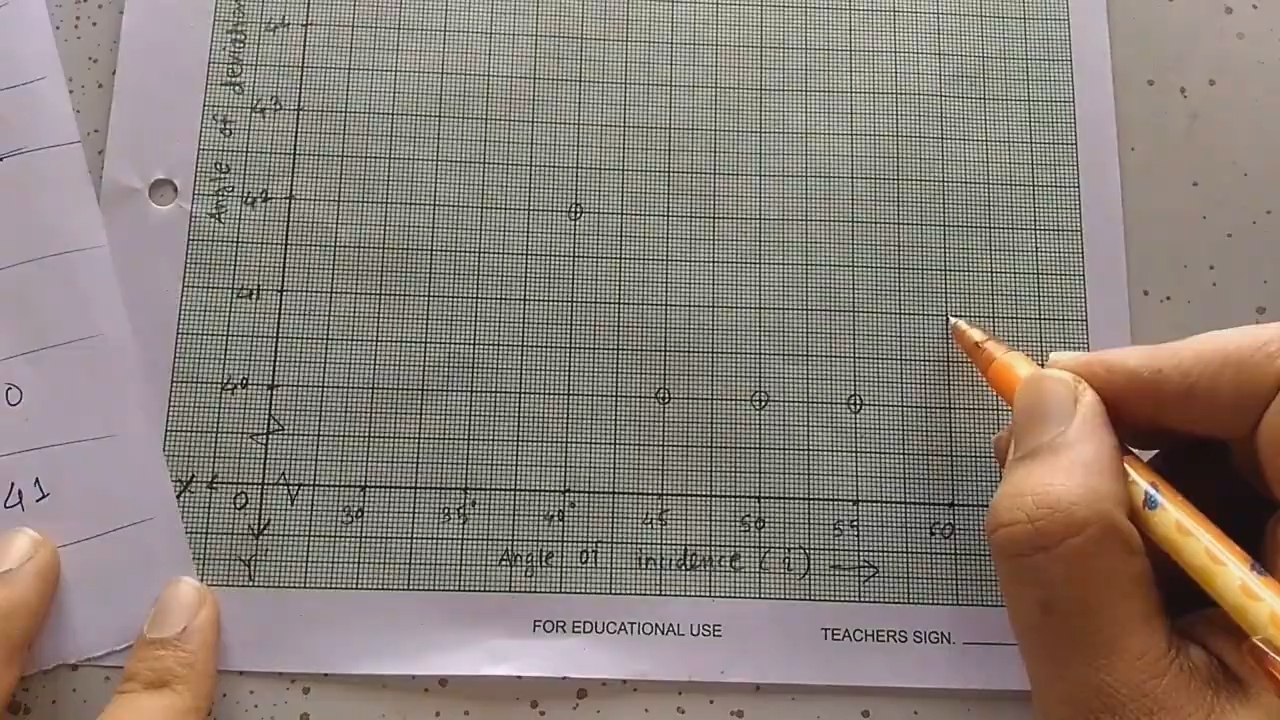 44
Angle of deviation
43
42
41
40
0
41
X
O
30
35°
40°
45
50
55
60
Y'
Angle of incidence (i) →
FOR EDUCATIONAL USE
TEACHERS SIGN.